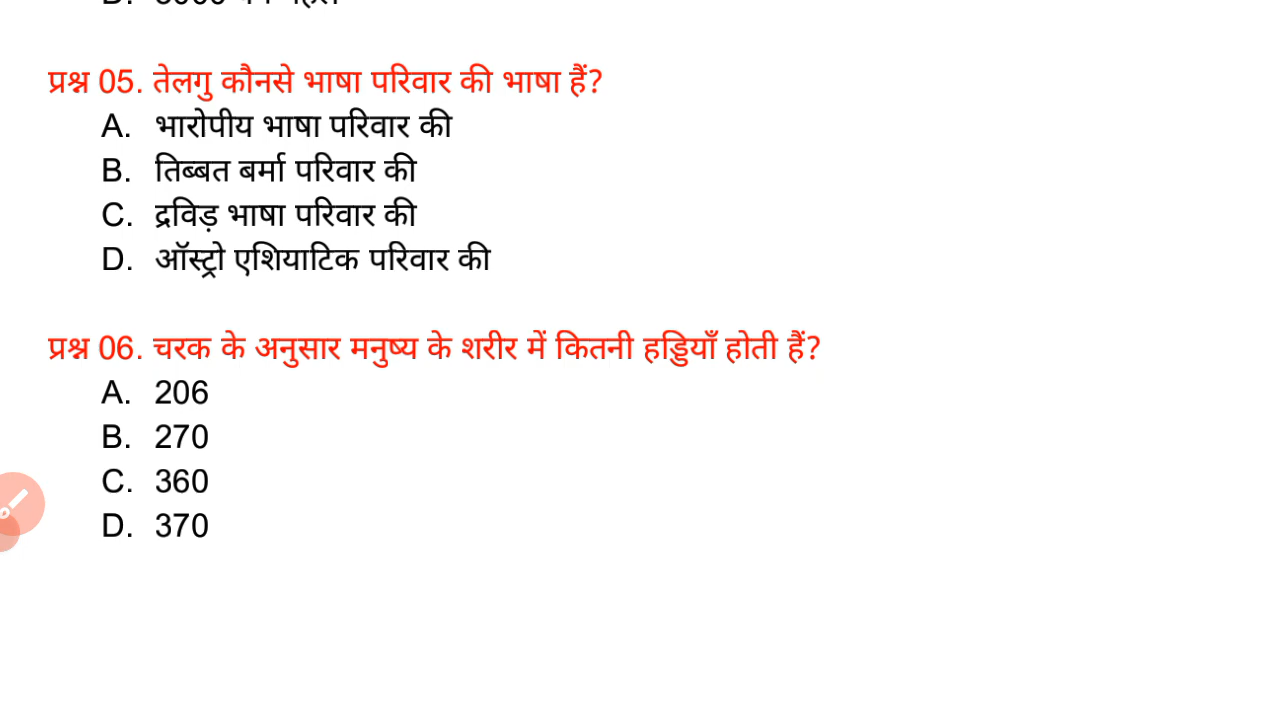 प्रश्न 05. तेलगु कौनसे भाषा परिवार की भाषा हैं?
A. भारोपीय भाषा परिवार की
B. तिब्बत बर्मा परिवार की
C. द्रविड़ भाषा परिवार की
D. ऑस्ट्रो एशियाटिक परिवार की
प्रश्न 06. चरक के अनुसार मनुष्य के शरीर में कितनी हड्डियाँ होती हैं?
A. 206
B. 270
C. 360
D. 370